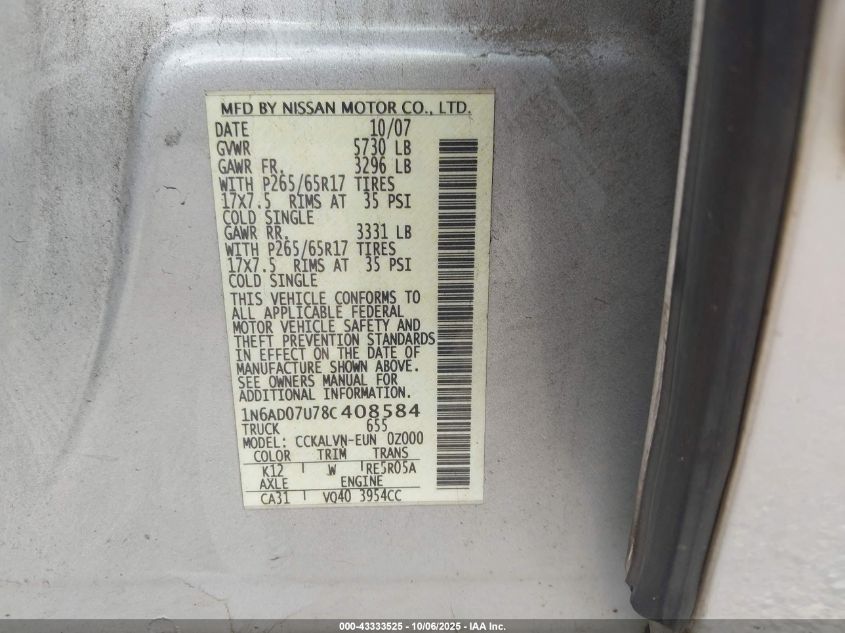 MFD BY NISSAN MOTOR CO., LTD.
DATE 10/07
GVWR 5730 LB
GAWR FR. 3296 LB
WITH P265/65R17 TIRES
17X7.5 RIMS AT 35 PSI
COLD SINGLE
GAWR RR. 3331 LB
WITH P265/65R17 TIRES
17X7.5 RIMS AT 35 PSI
COLD SINGLE
THIS VEHICLE CONFORMS TO
ALL APPLICABLE FEDERAL
MOTOR VEHICLE SAFETY AND
THEFT PREVENTION STANDARDS
IN EFFECT ON THE DATE OF
MANUFACTURE SHOWN ABOVE.
SEE OWNERS MANUAL FOR
ADDITIONAL INFORMATION.
1N6AD07U78C408584
TRUCK 655
MODEL: CCKALVN-EUN 0Z000
COLOR TRIM TRANS
K12 W RE5R05A
AXLE ENGINE
CA31 VQ40 3954CC
000-43333525 - 10/06/2025 - IAA Inc.